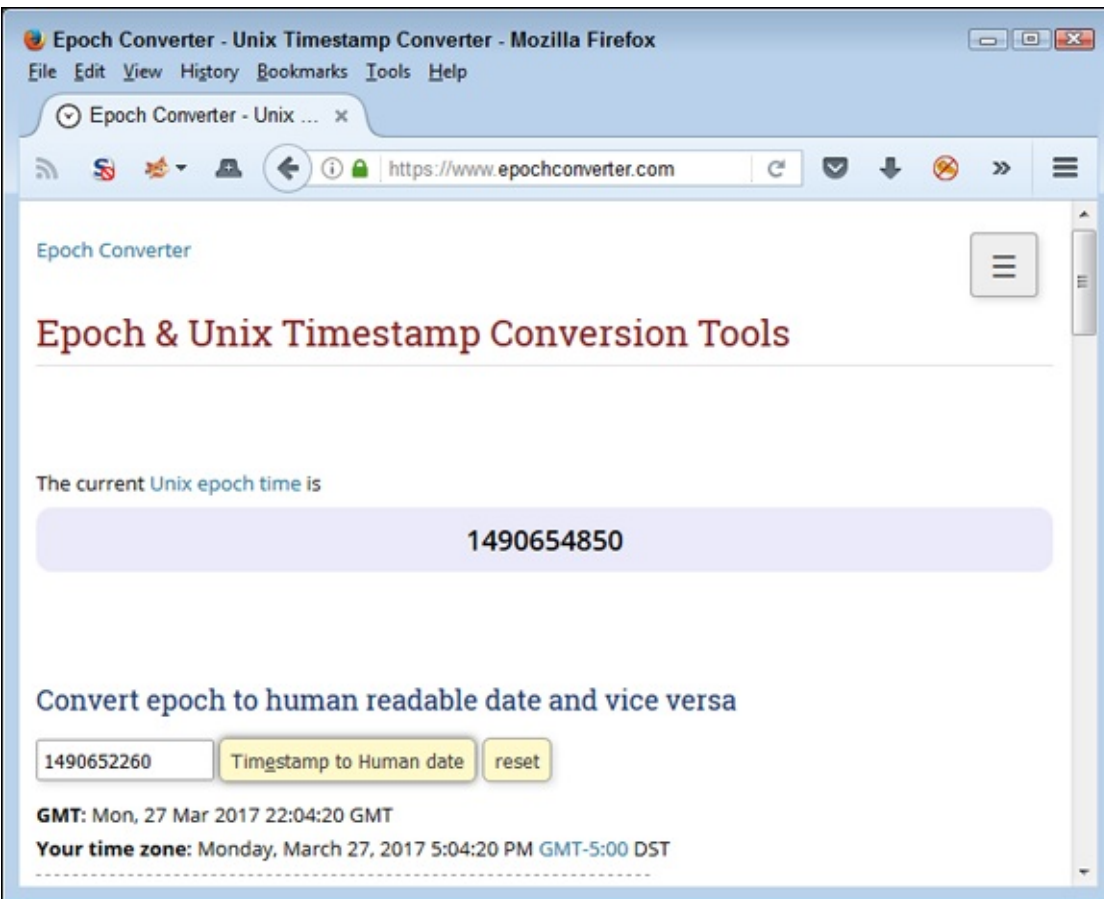 Epoch Converter - Unix Timestamp Converter - Mozilla Firefox
File Edit View History Bookmarks Tools Help
Epoch Converter - Unix ...
https://www.epochconverter.com
Epoch Converter
Epoch & Unix Timestamp Conversion Tools
The current Unix epoch time is
1490654850
Convert epoch to human readable date and vice versa
1490652260 Timestamp to Human date reset
GMT: Mon, 27 Mar 2017 22:04:20 GMT
Your time zone: Monday, March 27, 2017 5:04:20 PM GMT-5:00 DST